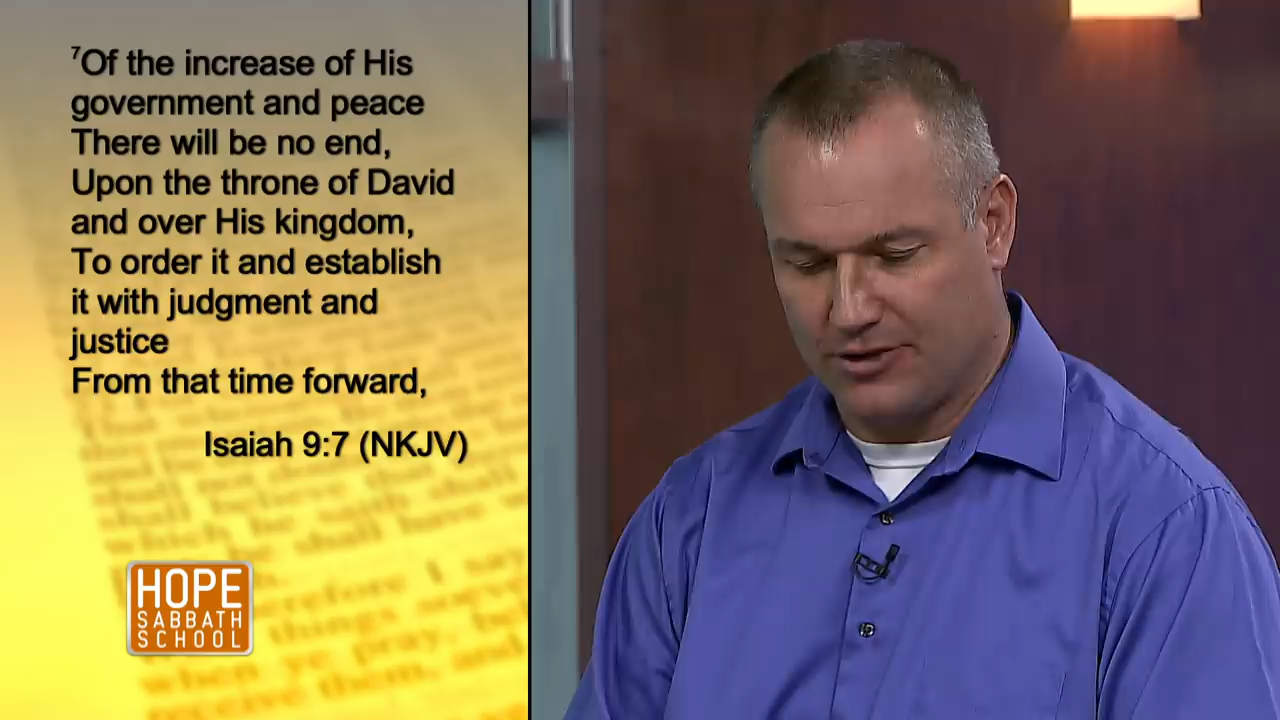 ⁷Of the increase of His
government and peace
There will be no end,
Upon the throne of David
and over His kingdom,
To order it and establish
it with judgment and
justice
From that time forward,
Isaiah 9:7 (NKJV)
HOPE
SABBATH
SCHOOL